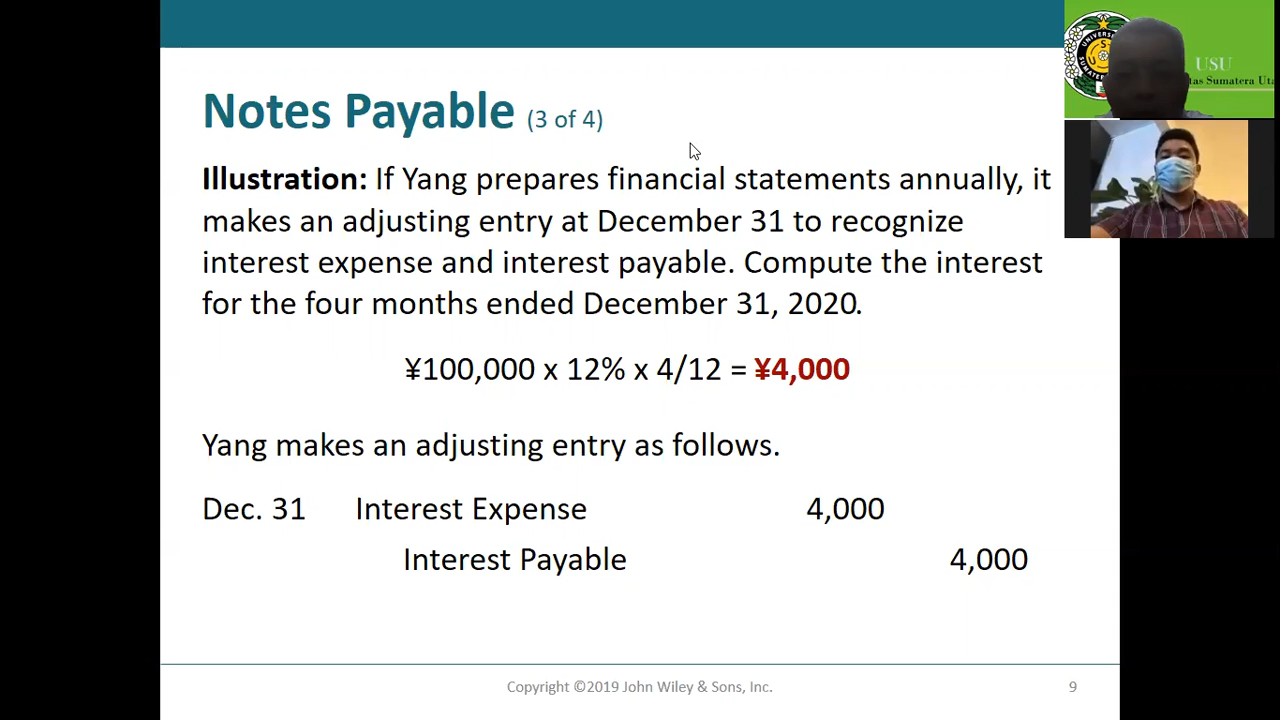 Notes Payable (3 of 4)
Illustration: If Yang prepares financial statements annually, it
makes an adjusting entry at December 31 to recognize
interest expense and interest payable. Compute the interest
for the four months ended December 31, 2020.
¥100,000 x 12% x 4/12 = ¥4,000
Yang makes an adjusting entry as follows.
Dec. 31 Interest Expense 4,000
Interest Payable 4,000
Copyright ©2019 John Wiley & Sons, Inc. 9
USU
tas Sumatera Uta